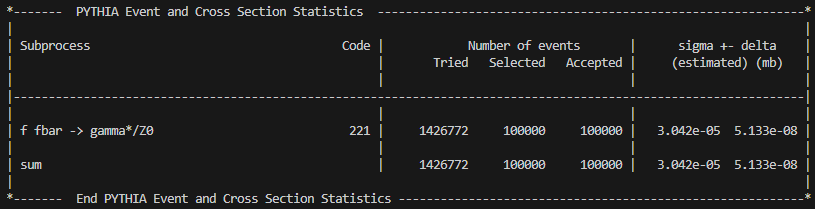 *-------  PYTHIA Event and Cross Section Statistics  -------------------------------------------------------------*
|                                                                                                                 |
| Subprocess                                    Code |            Number of events       |      sigma +- delta    |
|                                                    |       Tried   Selected   Accepted |     (estimated) (mb)   |
|                                                    |                                   |                        |
|-----------------------------------------------------------------------------------------------------------------|
|                                                    |                                   |                        |
| f fbar -> gamma*/Z0                            221 |     1426772     100000     100000 |   3.042e-05  5.133e-08 |
|                                                    |                                   |                        |
| sum                                                |     1426772     100000     100000 |   3.042e-05  5.133e-08 |
|                                                                                                                 |
*-------  End PYTHIA Event and Cross Section Statistics ----------------------------------------------------------*